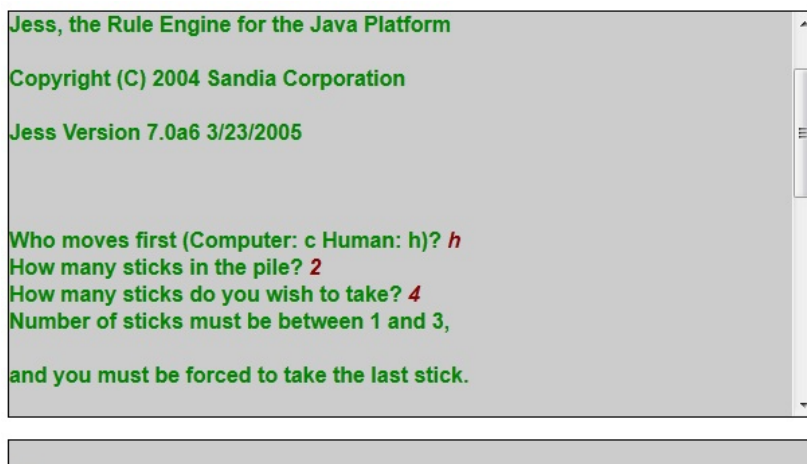 Jess, the Rule Engine for the Java Platform
Copyright (C) 2004 Sandia Corporation
Jess Version 7.0a6 3/23/2005
Who moves first (Computer: c Human: h)? h
How many sticks in the pile? 2
How many sticks do you wish to take? 4
Number of sticks must be between 1 and 3,
and you must be forced to take the last stick.